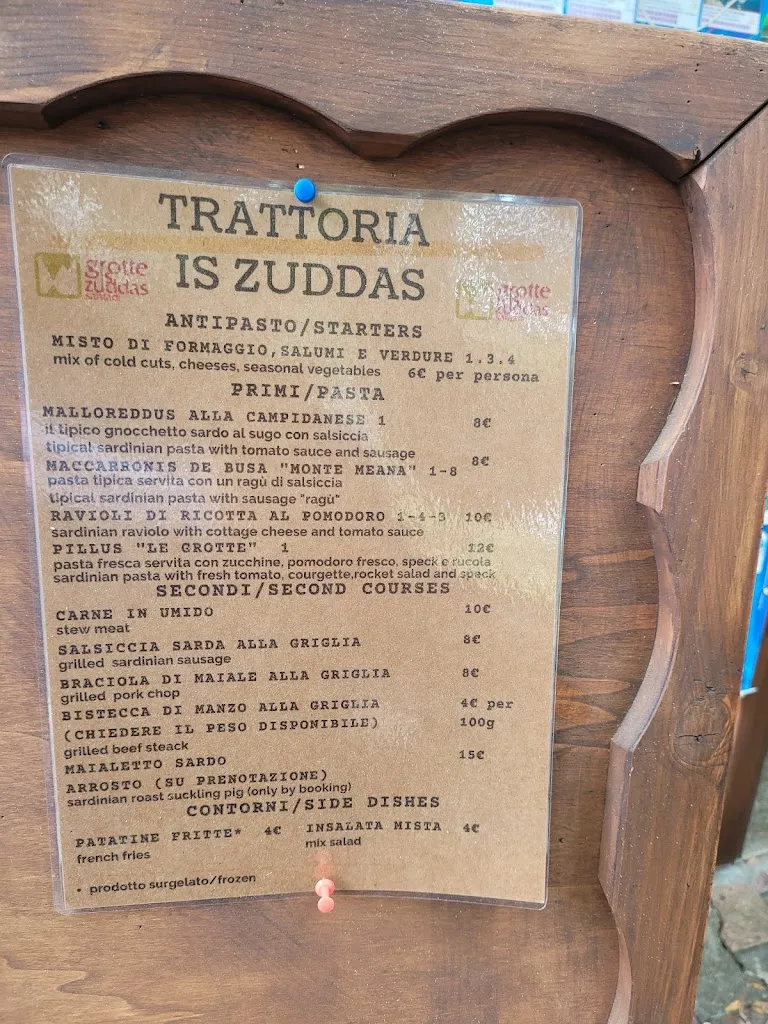 TRATTORIA
IS ZUDDAS
grotte
is
zuddas
santadi
grotte
zuddas
ANTIPASTO/STARTERS
MISTO DI FORMAGGIO,SALUMI E VERDURE 1.3.4
mix of cold cuts, cheeses, seasonal vegetables 6€ per persona
PRIMI/PASTA
MALLOREDDUS ALLA CAMPIDANESE 1 8€
il tipico gnocchetto sardo al sugo con salsiccia
tipical sardinian pasta with tomato sauce and sausage
MACCARRONIS DE BUSA "MONTE MEANA" 1-8 8€
pasta tipica servita con un ragù di salsiccia
tipical sardinian pasta with sausage "ragù"
RAVIOLI DI RICOTTA AL POMODORO 1-4-3 10€
sardinian raviolo with cottage cheese and tomato sauce
PILLUS "LE GROTTE" 1 12€
pasta fresca servita con zucchine, pomodoro fresco, speck e rucola
sardinian pasta with fresh tomato, courgette,rocket salad and speck
SECONDI/SECOND COURSES
CARNE IN UMIDO 10€
stew meat
SALSICCIA SARDA ALLA GRIGLIA 8€
grilled sardinian sausage
BRACIOLA DI MAIALE ALLA GRIGLIA 8€
grilled pork chop
BISTECCA DI MANZO ALLA GRIGLIA 4€ per
(CHIEDERE IL PESO DISPONIBILE) 100g
grilled beef steack
MAIALETTO SARDO 15€
ARROSTO (SU PRENOTAZIONE)
sardinian roast suckling pig (only by booking)
CONTORNI/SIDE DISHES
PATATINE FRITTE* 4€ INSALATA MISTA 4€
french fries mix salad
• prodotto surgelato/frozen